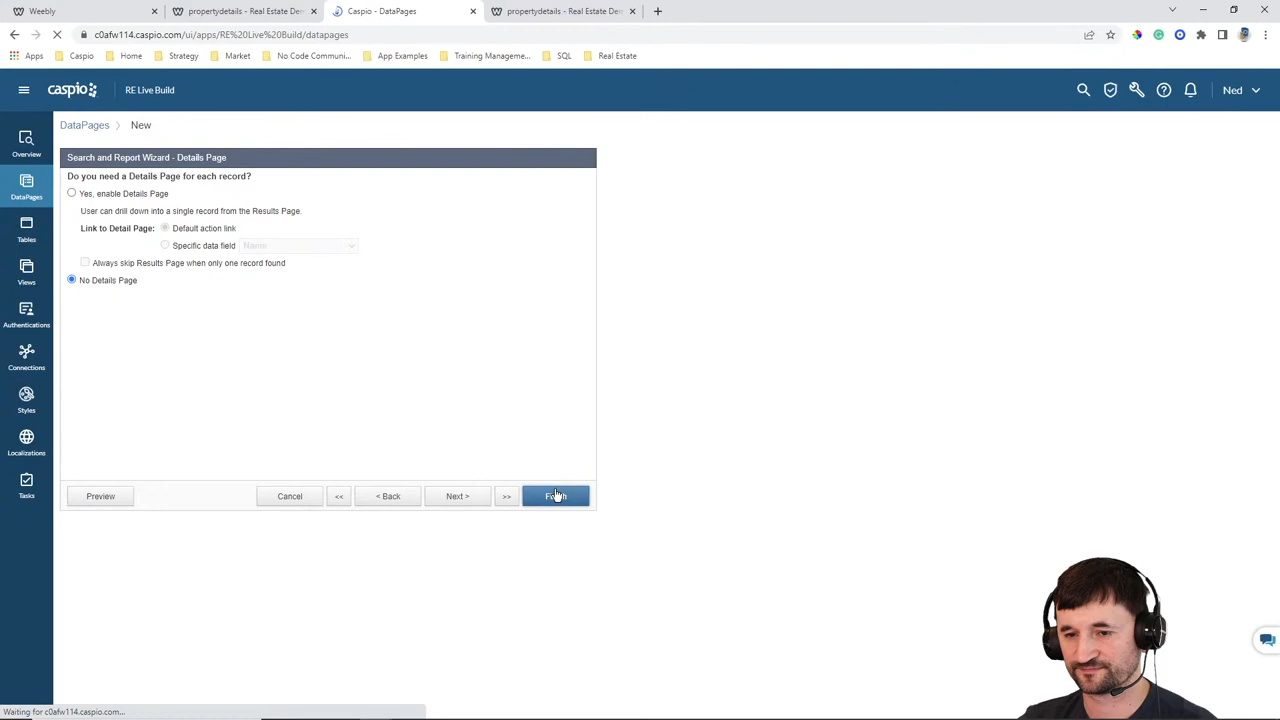 Weebly
propertydetails - Real Estate Den
Caspio - DataPages
propertydetails - Real Estate Dem
c0afw114.caspio.com/ui/apps/RE%20Live%20Build/datapages
Apps
Caspio
Home
Strategy
Market
No Code Communi...
App Examples
Training Manageme...
SQL
Real Estate
caspio
RE Live Build
Ned
Overview
DataPages
Tables
Views
Authentications
Connections
Styles
Localizations
Tasks
DataPages > New
Search and Report Wizard - Details Page
Do you need a Details Page for each record?
Yes, enable Details Page
User can drill down into a single record from the Results Page.
Link to Detail Page: Default action link
Specific data field Name
Always skip Results Page when only one record found
No Details Page
Preview
Cancel
<<
< Back
Next >
>>
Waiting for c0afw114.caspio.com...